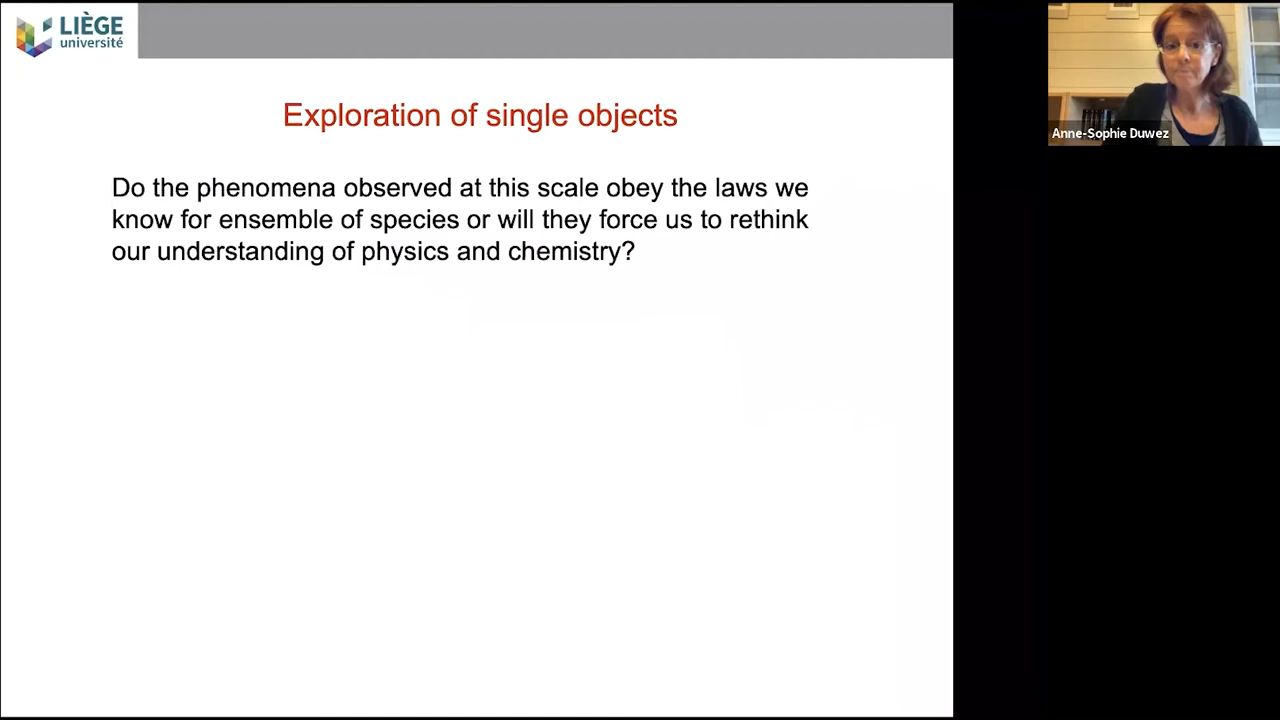 LIÈGE
université
Exploration of single objects
Do the phenomena observed at this scale obey the laws we
know for ensemble of species or will they force us to rethink
our understanding of physics and chemistry?
Anne-Sophie Duwez